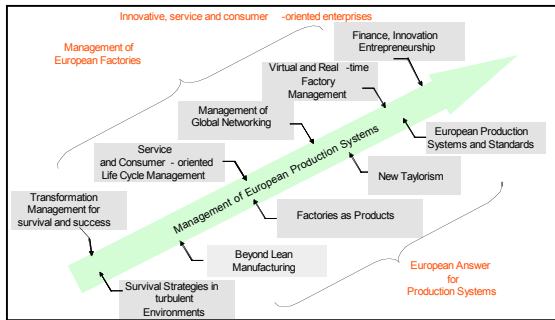 Innovative, service and consumer -oriented enterprises
Management of
European Factories
Finance, Innovation
Entrepreneurship
Virtual and Real -time
Factory
Management
Management of
Global Networking
European Production
Systems and Standards
Service
and Consumer - oriented
Life Cycle Management
Management of European Production Systems
New Taylorism
Transformation
Management for
survival and success
Factories as Products
Beyond Lean
Manufacturing
European Answer
for
Production Systems
Survival Strategies in
turbulent
Environments